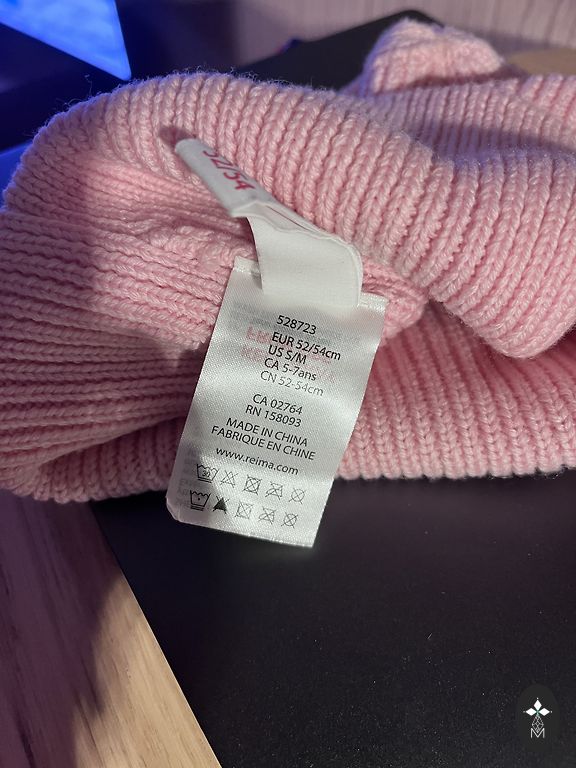 52/54
528723
EUR 52/54cm
US S/M
CA 5-7ans
CN 52-54cm
CA 02764
RN 158093
MADE IN CHINA
FABRIQUE EN CHINE
www.reima.com
30